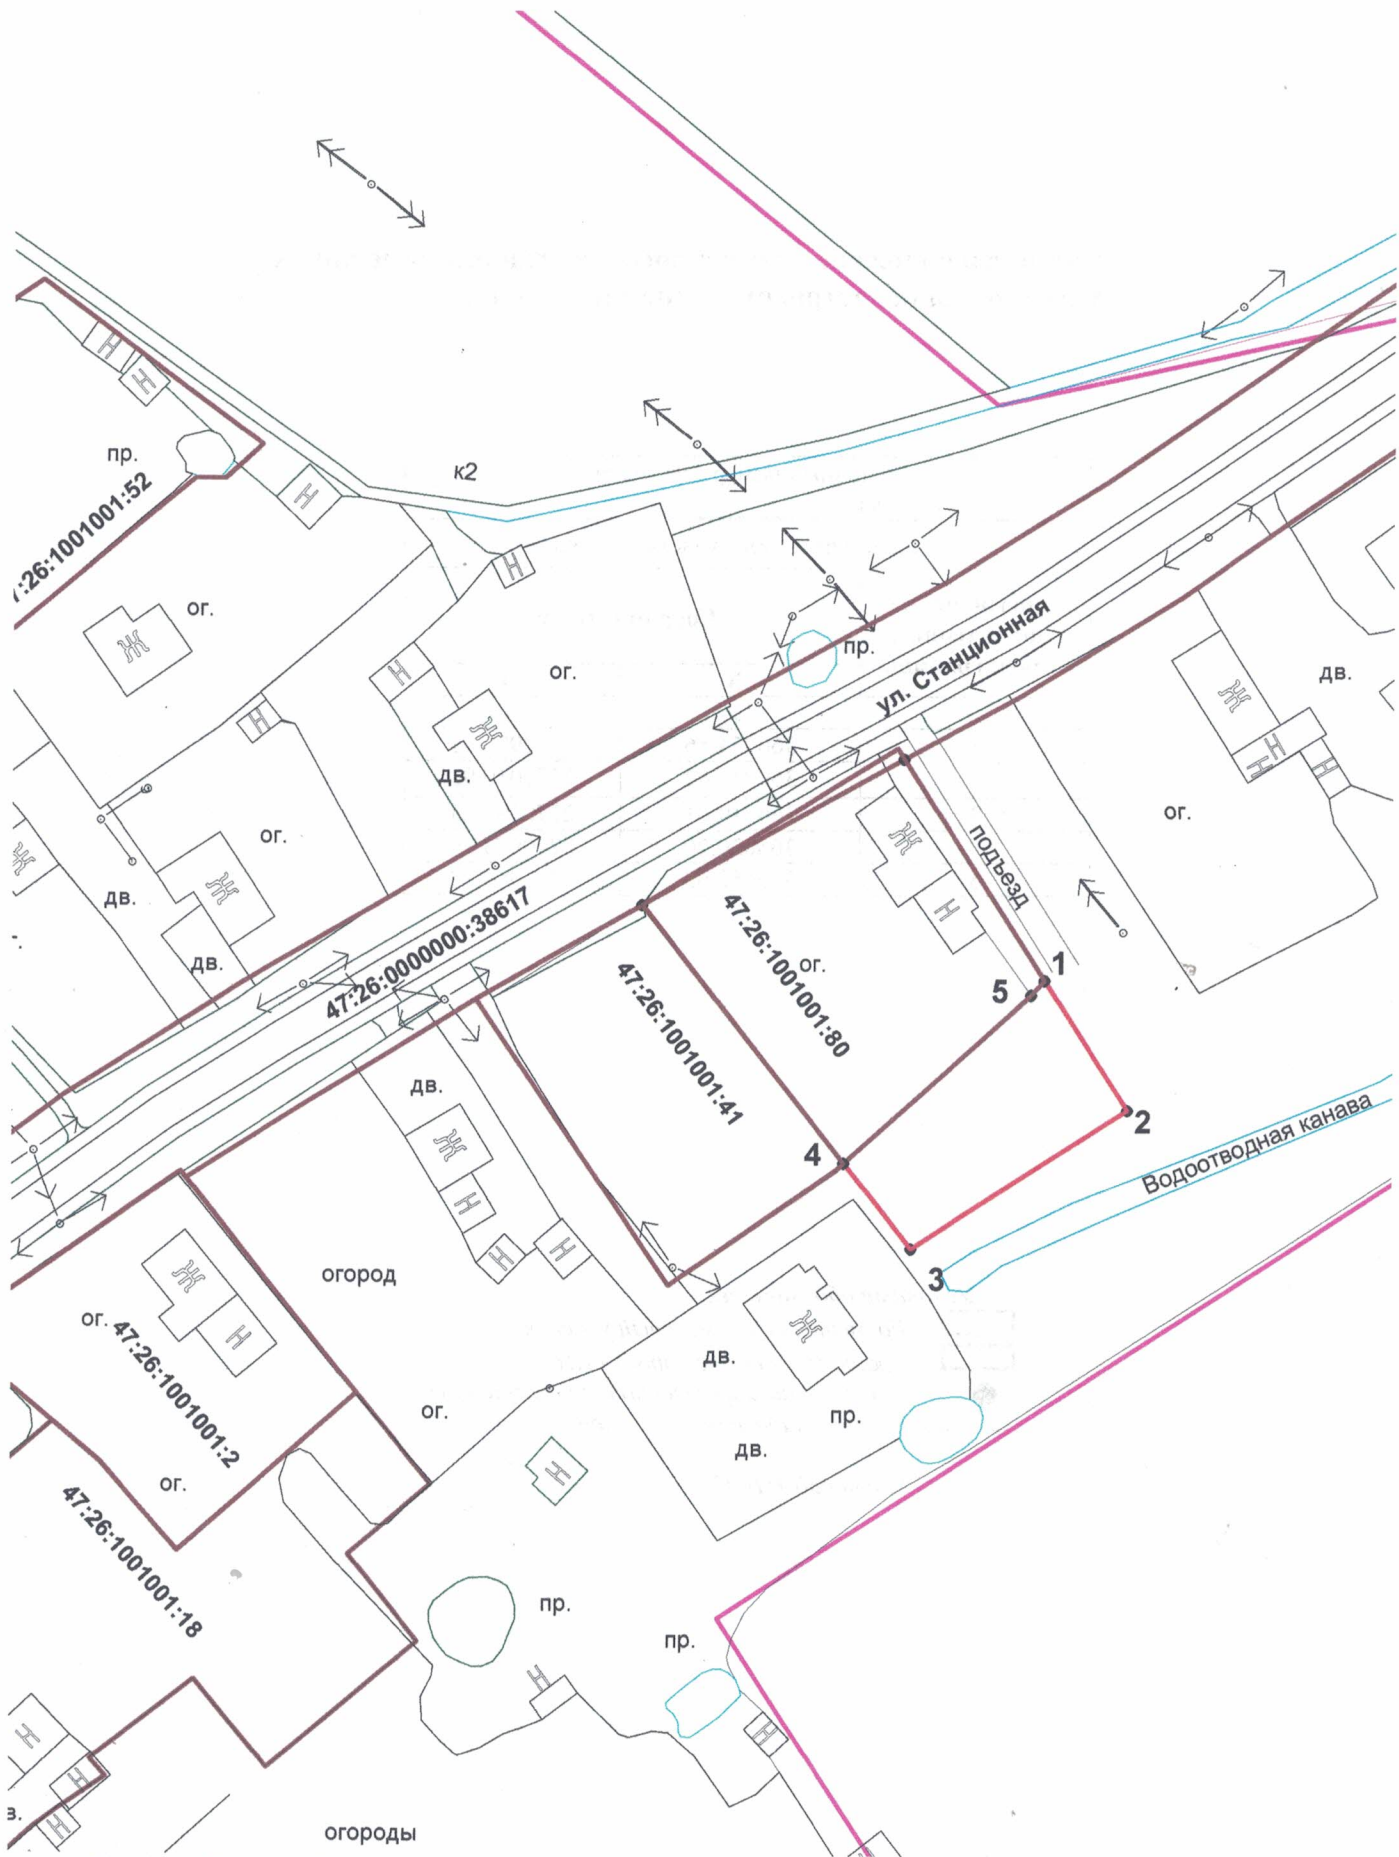 к2
пр.
:26:1001001:52
Н
Н
Н
Н
Ж
ог.
ог.
пр.
ул. Станционная
Н
Н
Ж
дв.
Ж
дв.
Н
Н
Н
ог.
ог.
Ж
Ж
дв.
дв.
47:26:0000000:38617
Ж
Н
подъезд
47:26:1001001:80
ог.
47:26:1001001:41
1
5
2
4
3
Водоотводная канава
дв.
Ж
Н
Н
Н
огород
Ж
Н
ог.
47:26:1001001:2
ог.
ог.
47:26:1001001:18
Ж
дв.
пр.
дв.
Н
пр.
пр.
Н
Н
Н
Н
Н
в.
огороды